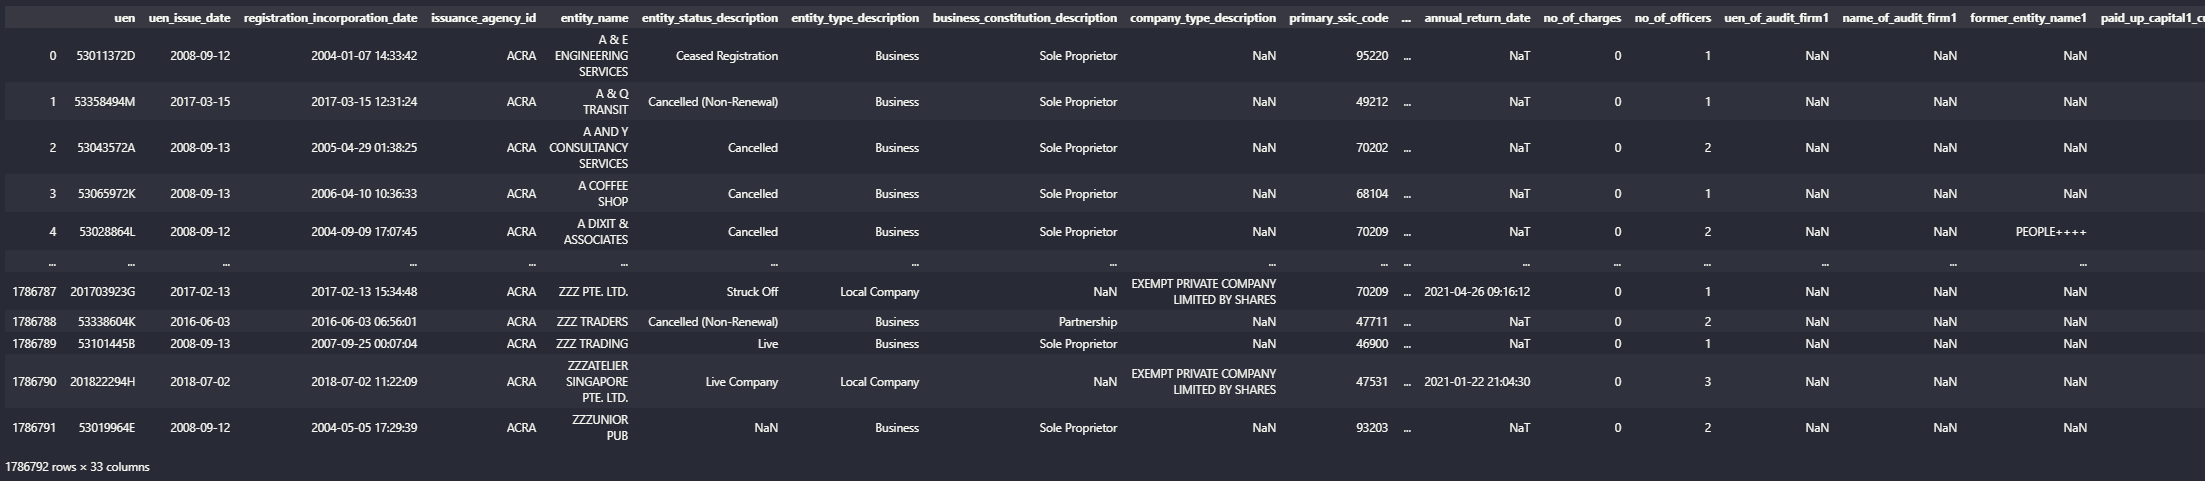 uen uen_issue_date registration_incorporation_date issuance_agency_id entity_name entity_status_description entity_type_description business_constitution_description company_type_description primary_ssic_code ... annual_return_date no_of_charges no_of_officers uen_of_audit_firm1 name_of_audit_firm1 former_entity_name1 paid_up_capital1_cu
0 53011372D 2008-09-12 2004-01-07 14:33:42 ACRA A & E ENGINEERING SERVICES Ceased Registration Business Sole Proprietor NaN 95220 ... NaT 0 1 NaN NaN NaN
1 53358494M 2017-03-15 2017-03-15 12:31:24 ACRA A & Q TRANSIT Cancelled (Non-Renewal) Business Sole Proprietor NaN 49212 ... NaT 0 1 NaN NaN NaN
2 53043572A 2008-09-13 2005-04-29 01:38:25 ACRA A AND Y CONSULTANCY SERVICES Cancelled Business Sole Proprietor NaN 70202 ... NaT 0 2 NaN NaN NaN
3 53065972K 2008-09-13 2006-04-10 10:36:33 ACRA A COFFEE SHOP Cancelled Business Sole Proprietor NaN 68104 ... NaT 0 1 NaN NaN NaN
4 53028864L 2008-09-12 2004-09-09 17:07:45 ACRA A DIXIT & ASSOCIATES Cancelled Business Sole Proprietor NaN 70209 ... NaT 0 2 NaN NaN PEOPLE++++
... ... ... ... ... ... ... ... ... ... ... ... ... ... ... ... ... ...
1786787 201703923G 2017-02-13 2017-02-13 15:34:48 ACRA ZZZ PTE. LTD. Struck Off Local Company NaN EXEMPT PRIVATE COMPANY LIMITED BY SHARES 70209 ... 2021-04-26 09:16:12 0 1 NaN NaN NaN
1786788 53338604K 2016-06-03 2016-06-03 06:56:01 ACRA ZZZ TRADERS Cancelled (Non-Renewal) Business Partnership NaN 47711 ... NaT 0 2 NaN NaN NaN
1786789 53101445B 2008-09-13 2007-09-25 00:07:04 ACRA ZZZ TRADING Live Business Sole Proprietor NaN 46900 ... NaT 0 1 NaN NaN NaN
1786790 201822294H 2018-07-02 2018-07-02 11:22:09 ACRA ZZZATELIER SINGAPORE PTE. LTD. Live Company Local Company NaN EXEMPT PRIVATE COMPANY LIMITED BY SHARES 47531 ... 2021-01-22 21:04:30 0 3 NaN NaN NaN
1786791 53019964E 2008-09-12 2004-05-05 17:29:39 ACRA ZZZUNIOR PUB NaN Business Sole Proprietor NaN 93203 ... NaT 0 2 NaN NaN NaN
1786792 rows × 33 columns